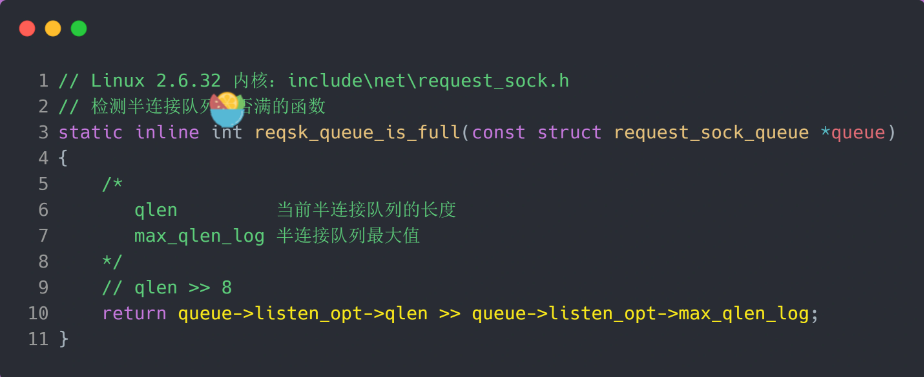 1 // Linux 2.6.32 内核：include\net\request_sock.h
2 // 检测半连接队列 否满的函数
3 static inline int reqsk_queue_is_full(const struct request_sock_queue *queue)
4 {
5     /*
6        qlen         当前半连接队列的长度
7        max_qlen_log 半连接队列最大值
8     */
9     // qlen >> 8
10     return queue->listen_opt->qlen >> queue->listen_opt->max_qlen_log;
11 }